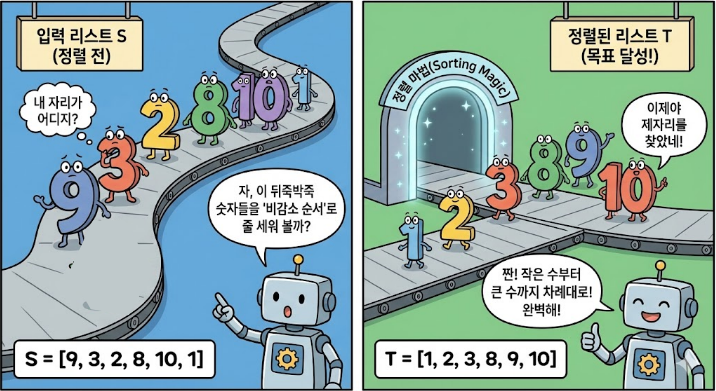 입력 리스트 S
(정렬 전)
내 자리가
어디지?
9
3
2
8
10
1
자, 이 뒤죽박죽
숫자들을 '비감소 순서'로
줄 세워 볼까?
S = [9, 3, 2, 8, 10, 1]
정렬된 리스트 T
(목표 달성!)
정렬 마법(Sorting Magic)
이제야
제자리를
찾았네!
1
2
3
8
9
10
짠! 작은 수부터
큰 수까지 차례대로!
완벽해!
T = [1, 2, 3, 8, 9, 10]